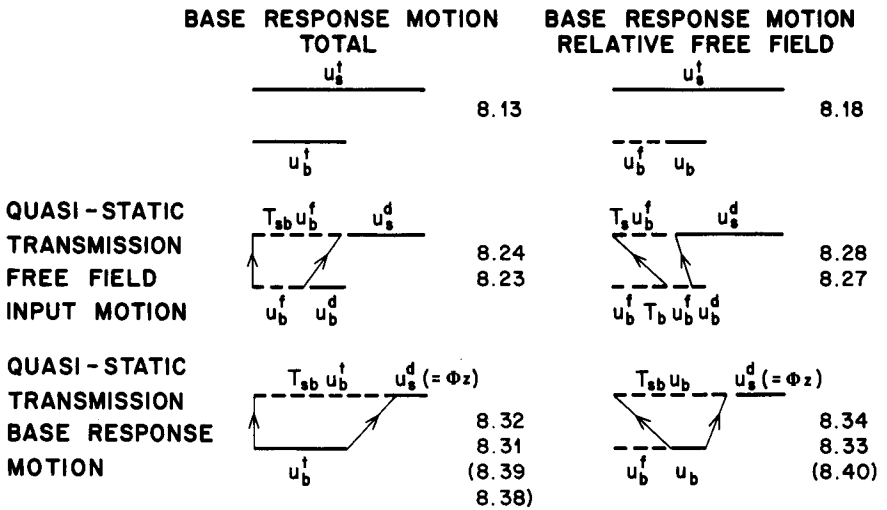 BASE RESPONSE MOTION TOTAL
BASE RESPONSE MOTION RELATIVE FREE FIELD
u_s^t
8.13
u_b^t
u_s^t
8.18
u_b^f u_b
QUASI-STATIC
TRANSMISSION
FREE FIELD
INPUT MOTION
T_sb u_b^f u_s^d
8.24
8.23
u_b^f u_b^d
T_s u_b^f u_s^d
8.28
8.27
u_b^f T_b u_b^f u_b^d
QUASI-STATIC
TRANSMISSION
BASE RESPONSE
MOTION
T_sb u_b^t u_s^d (=Φz)
8.32
8.31
(8.39
8.38)
u_b^t
T_sb u_b u_s^d (=Φz)
8.34
8.33
(8.40)
u_b^f u_b